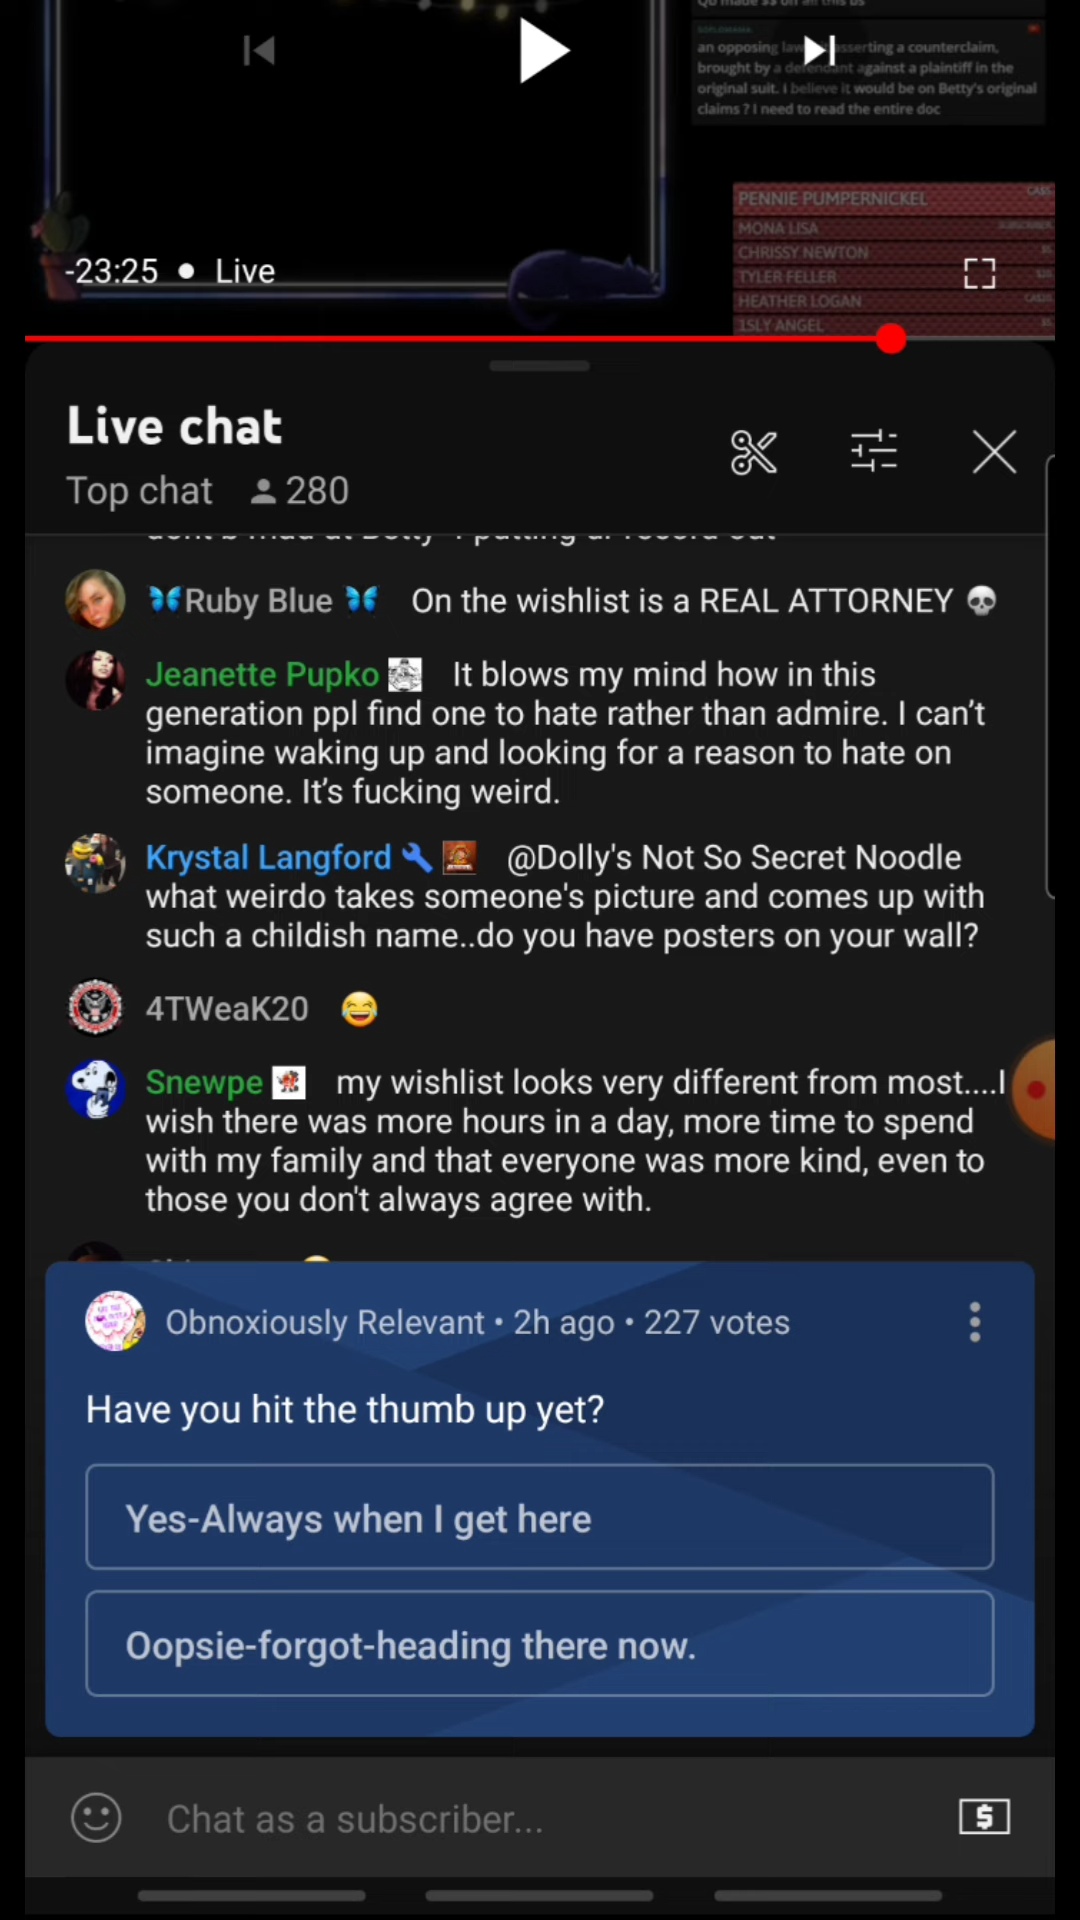 an opposing
asserting a counterclaim,
brought by a defendant against a plaintiff in the
original suit. i believe it would be on Betty's original
claims ? I need to read the entire doc
PENNIE PUMPERNICKEL
MONA LISA
CHRISSY NEWTON
TYLER FELLER
HEATHER LOGAN
1SLY ANGEL
-23:25 • Live
Live chat
Top chat 280
Ruby Blue On the wishlist is a REAL ATTORNEY 💀
Jeanette Pupko It blows my mind how in this
generation ppl find one to hate rather than admire. I can’t
imagine waking up and looking for a reason to hate on
someone. It’s fucking weird.
Krystal Langford @Dolly's Not So Secret Noodle
what weirdo takes someone's picture and comes up with
such a childish name..do you have posters on your wall?
4TWeaK20 😂
Snewpe my wishlist looks very different from most....I
wish there was more hours in a day, more time to spend
with my family and that everyone was more kind, even to
those you don't always agree with.
Obnoxiously Relevant • 2h ago • 227 votes
Have you hit the thumb up yet?
Yes-Always when I get here
Oopsie-forgot-heading there now.
Chat as a subscriber...